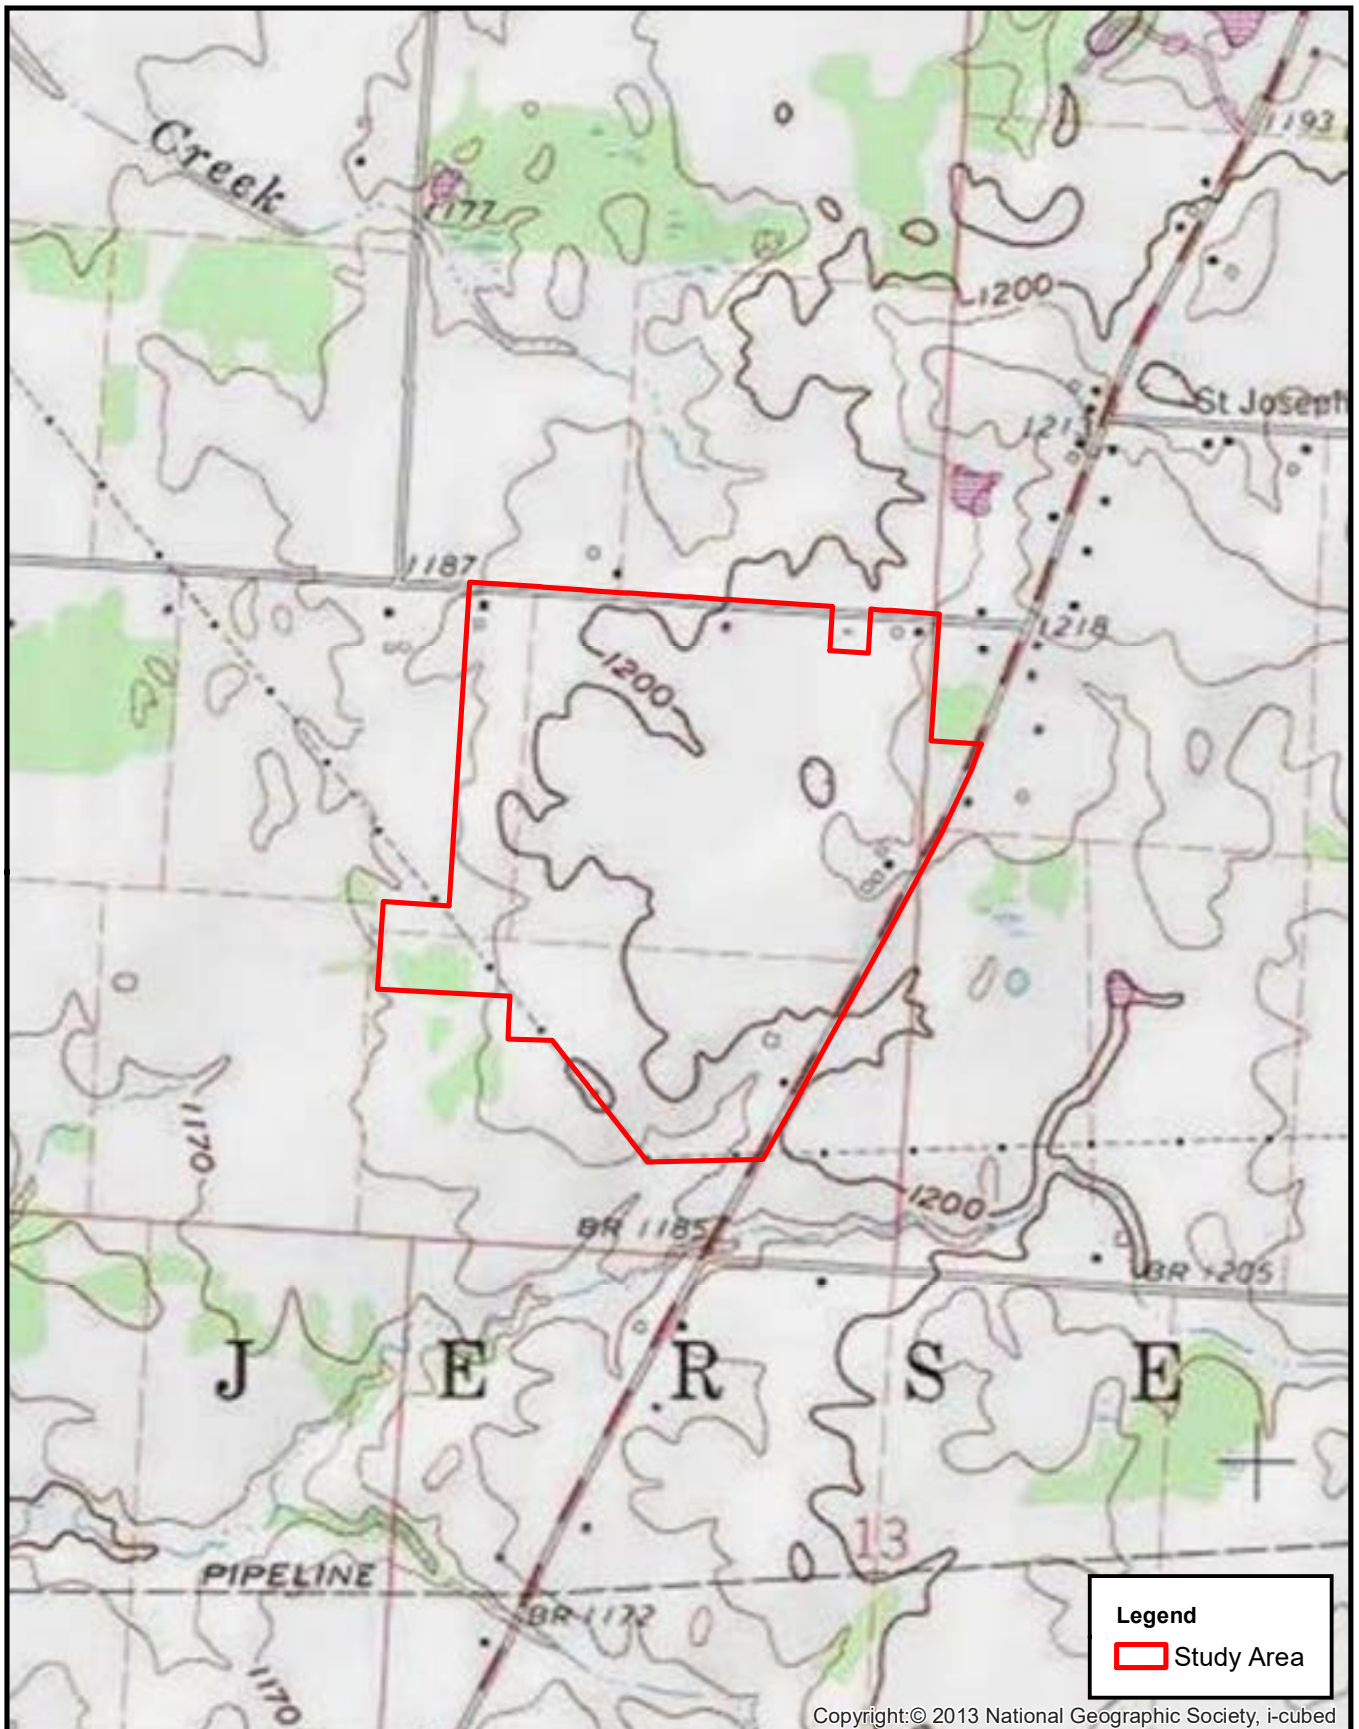 Creek
1193
1177
1200
St Joseph
1213
1187
1218
1200
1170
1200
BR 1185
BR 1205
J E R S E
13
PIPELINE
BR 1172
1170
Legend
Study Area
Copyright:© 2013 National Geographic Society, i-cubed